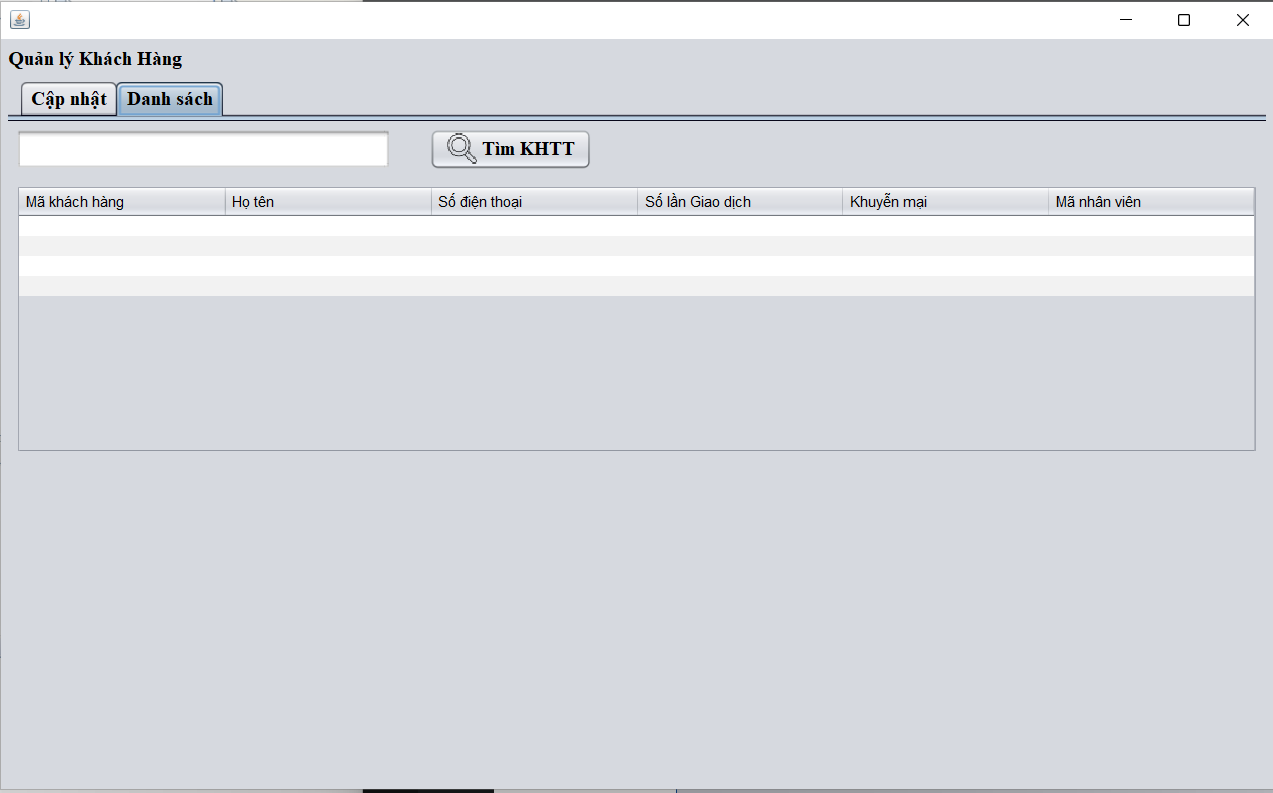 Quản lý Khách Hàng
Cập nhật Danh sách
Tìm KHTT
Mã khách hàng Họ tên Số điện thoại Số lần Giao dịch Khuyễn mại Mã nhân viên